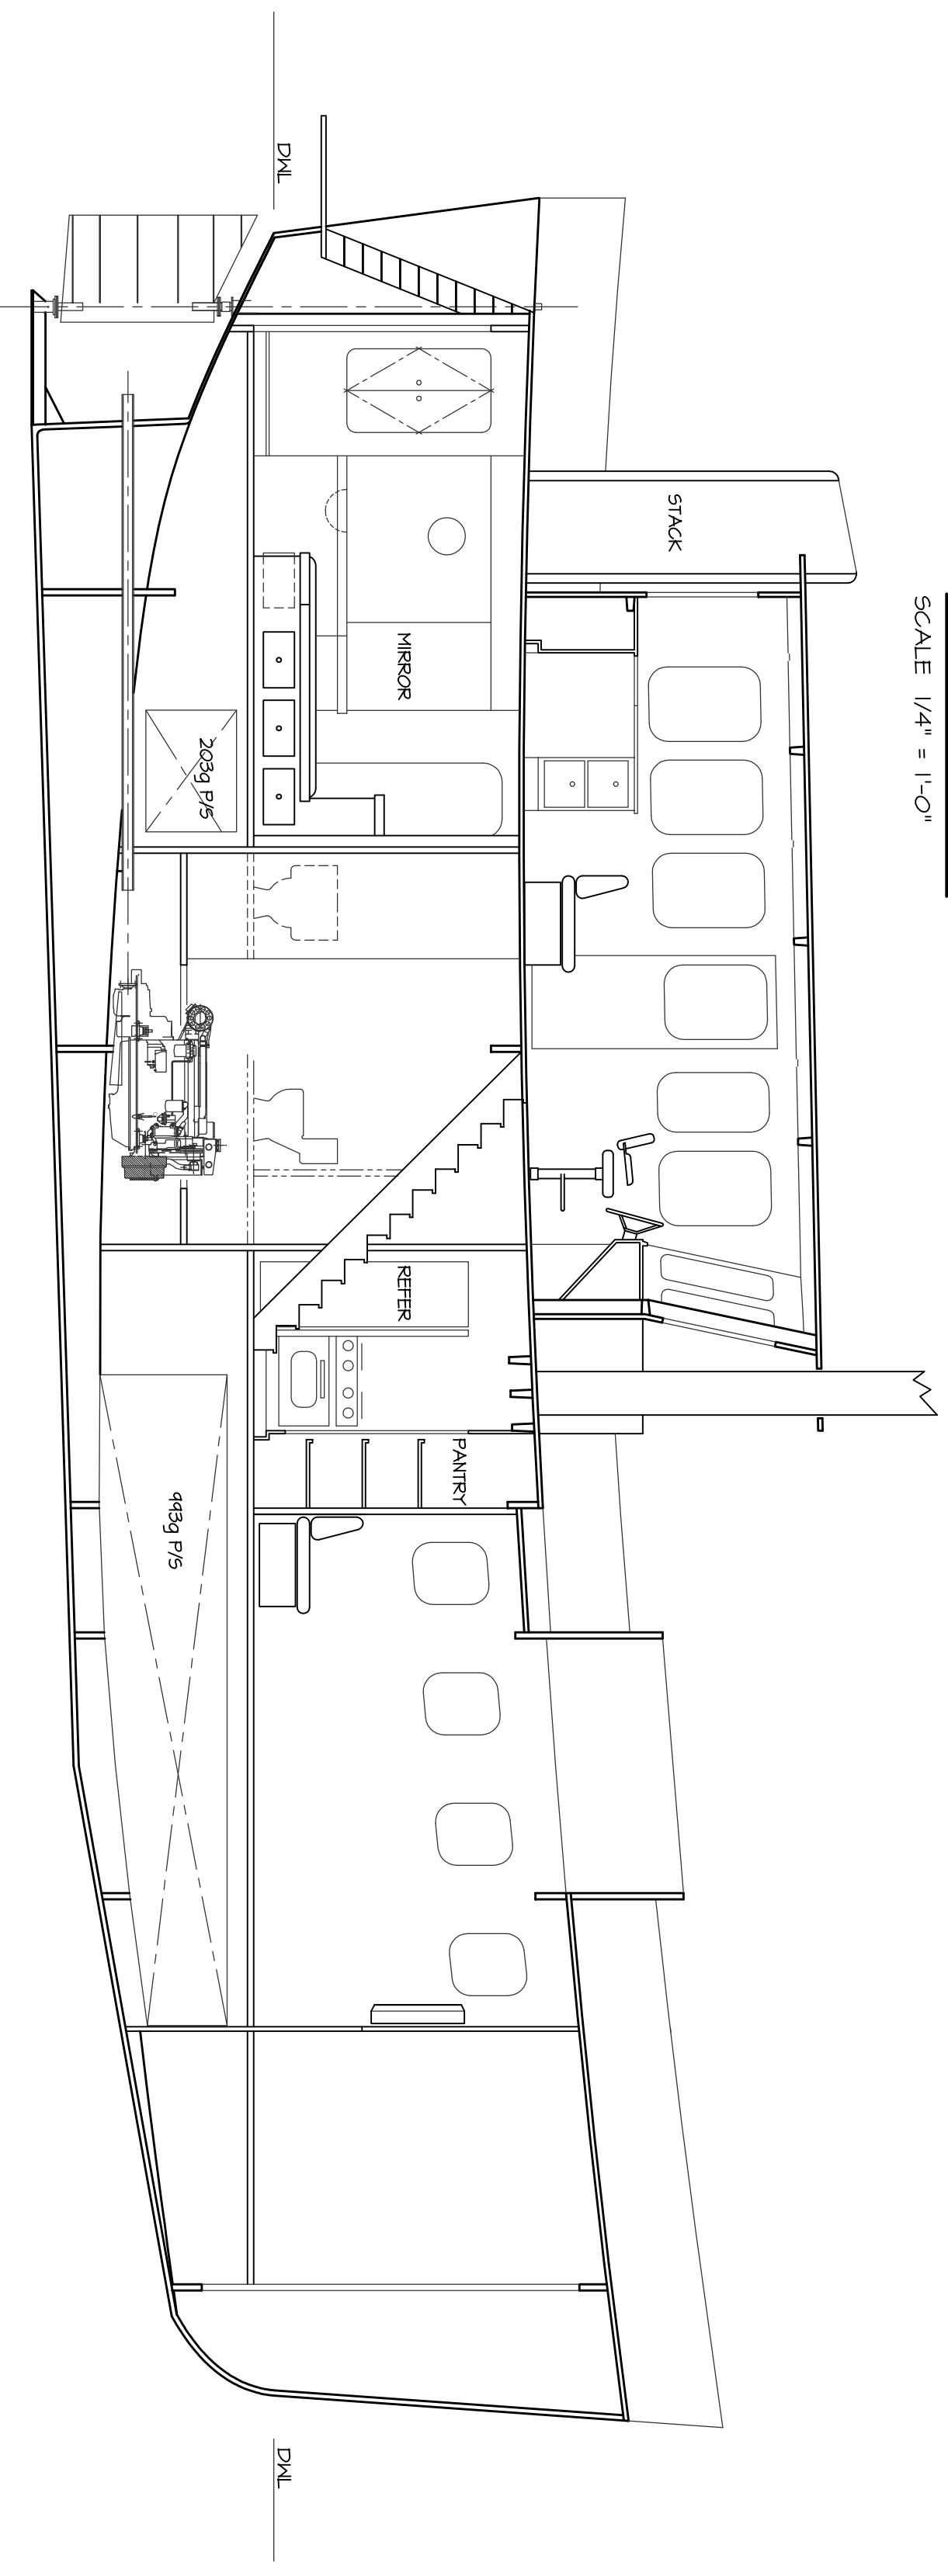 SCALE 1/4" = 1'-0"
STACK
MIRROR
REFER
PANTRY
DWL
DWL
203g P/S
993g P/S